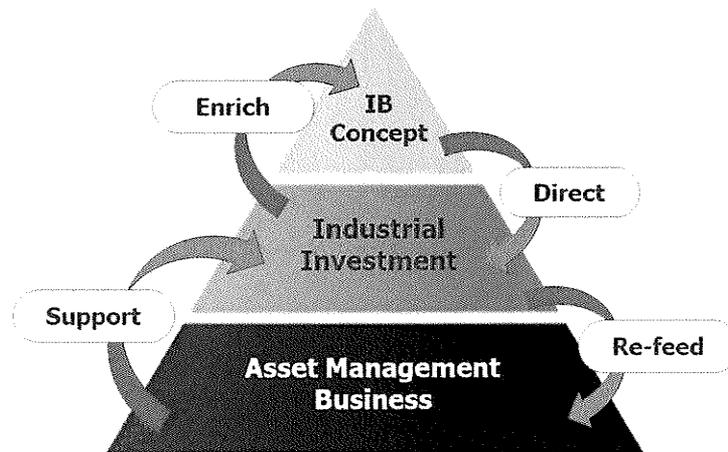 Enrich
IB
Concept
Direct
Industrial
Investment
Support
Re-feed
Asset Management
Business